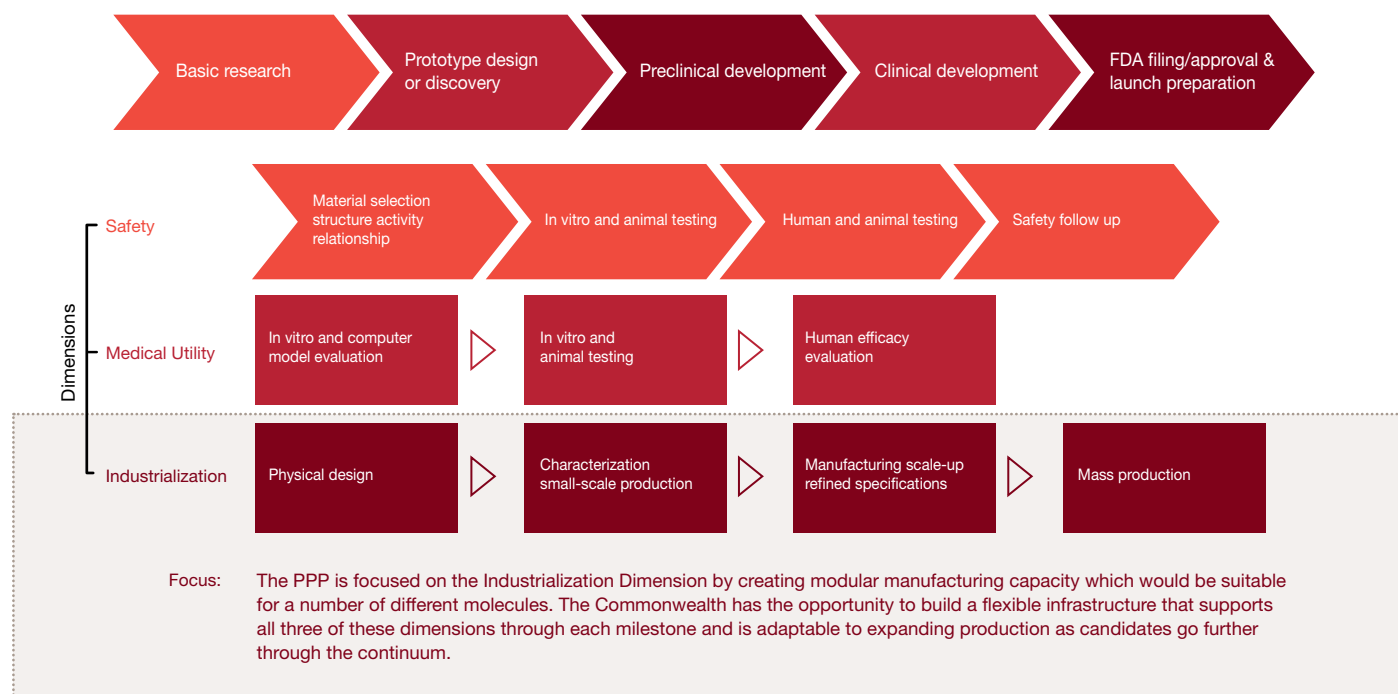 Basic research
Prototype design
or discovery
Preclinical development
Clinical development
FDA filing/approval &
launch preparation
Dimensions
Safety
Material selection
structure activity
relationship
In vitro and animal testing
Human and animal testing
Safety follow up
Medical Utility
In vitro and computer
model evaluation
In vitro and
animal testing
Human efficacy
evaluation
Industrialization
Physical design
Characterization
small-scale production
Manufacturing scale-up
refined specifications
Mass production
Focus:
The PPP is focused on the Industrialization Dimension by creating modular manufacturing capacity which would be suitable
for a number of different molecules. The Commonwealth has the opportunity to build a flexible infrastructure that supports
all three of these dimensions through each milestone and is adaptable to expanding production as candidates go further
through the continuum.